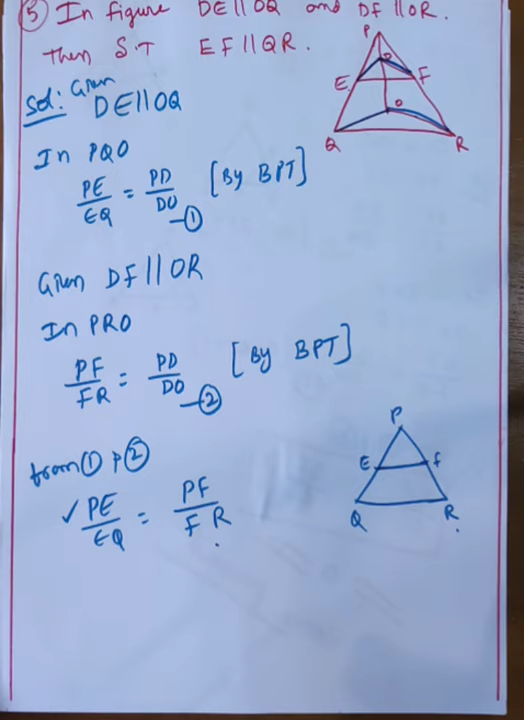 5 In figure DE||OQ and DF||OR.
Then S.T EF||QR.
P
D
E F
O
Q R
Sol: Given
DE||OQ
In PQO
PE/EQ = PD/DO [By BPT]
—①
Given DF||OR
In PRO
PF/FR = PD/DO [By BPT]
—②
from ① & ②
✓ PE/EQ = PF/FR.
P
E F
Q R.